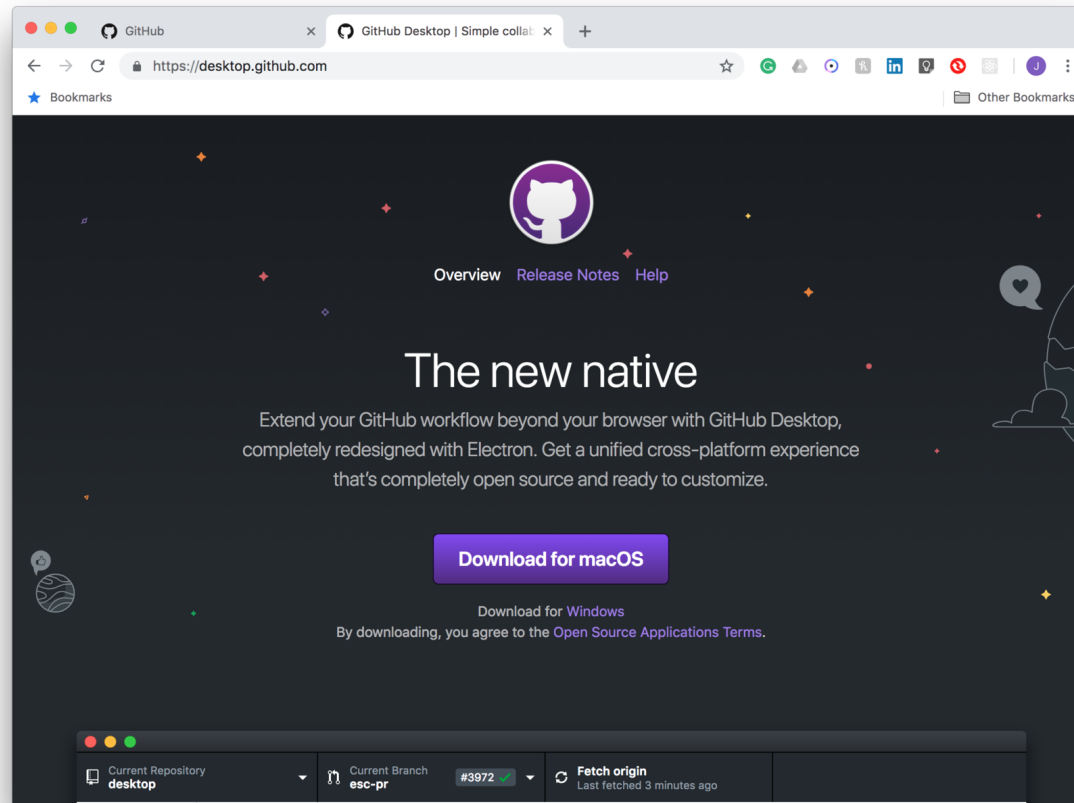 GitHub
GitHub Desktop | Simple collab
https://desktop.github.com
J
Bookmarks
Other Bookmarks
Overview Release Notes Help
The new native
Extend your GitHub workflow beyond your browser with GitHub Desktop,
completely redesigned with Electron. Get a unified cross-platform experience
that's completely open source and ready to customize.
Download for macOS
Download for Windows
By downloading, you agree to the Open Source Applications Terms.
Current Repository
desktop
Current Branch
esc-pr
#3972
Fetch origin
Last fetched 3 minutes ago